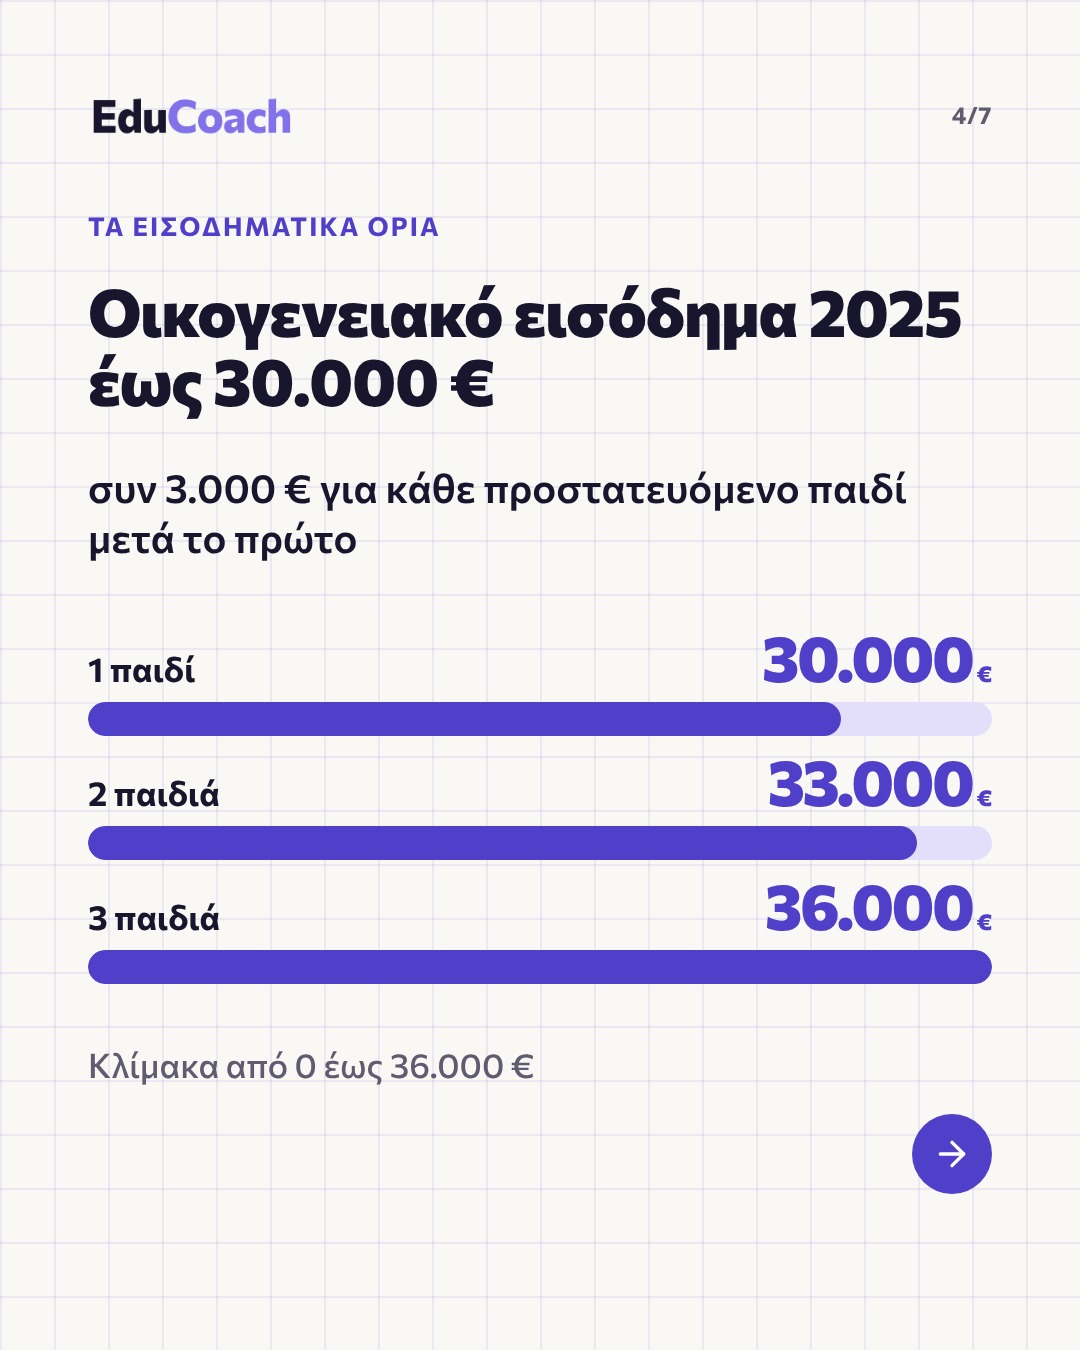 EduCoach
4/7
ΤΑ ΕΙΣΟΔΗΜΑΤΙΚΑ ΟΡΙΑ
Οικογενειακό εισόδημα 2025
έως 30.000 €
συν 3.000 € για κάθε προστατευόμενο παιδί
μετά το πρώτο
1 παιδί
30.000 €
2 παιδιά
33.000 €
3 παιδιά
36.000 €
Κλίμακα από 0 έως 36.000 €